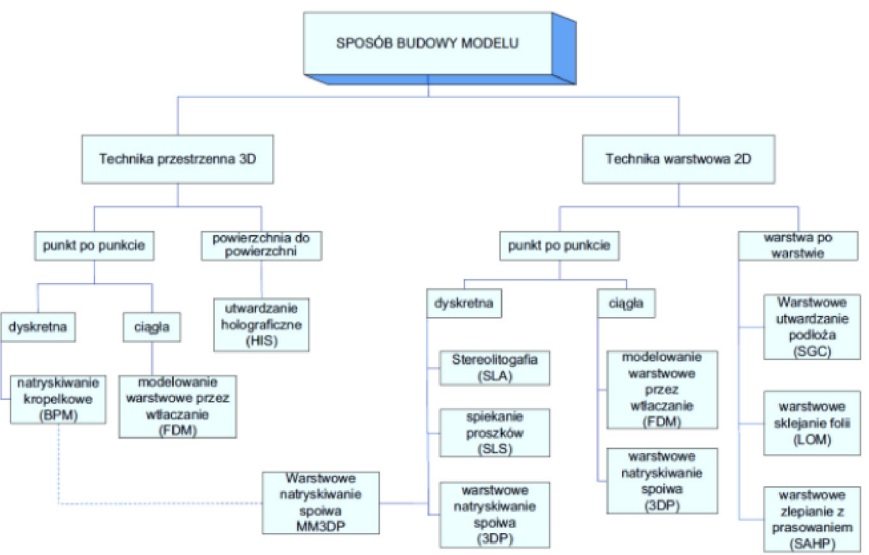 SPOSÓB BUDOWY MODELU
Technika przestrzenna 3D
Technika warstwowa 2D
punkt po punkcie
powierzchnia do
powierzchni
punkt po punkcie
warstwa po
warstwie
dyskretna
ciągła
utwardzanie
holograficzne
(HIS)
dyskretna
ciągła
natryskiwanie
kropelkowe
(BPM)
modelowanie
warstwowe przez
wtłaczanie
(FDM)
Stereolitogafia
(SLA)
spiekanie
proszków
(SLS)
warstwowe
natryskiwanie
spoiwa
(3DP)
Warstwowe
natryskiwanie
spoiwa
MM3DP
modelowanie
warstwowe
przez
wtłaczanie
(FDM)
warstwowe
natryskiwanie
spoiwa
(3DP)
Warstwowe
utwardzanie
podłoża
(SGC)
warstwowe
sklejanie folii
(LOM)
warstwowe
zlepianie z
prasowaniem
(SAHP)